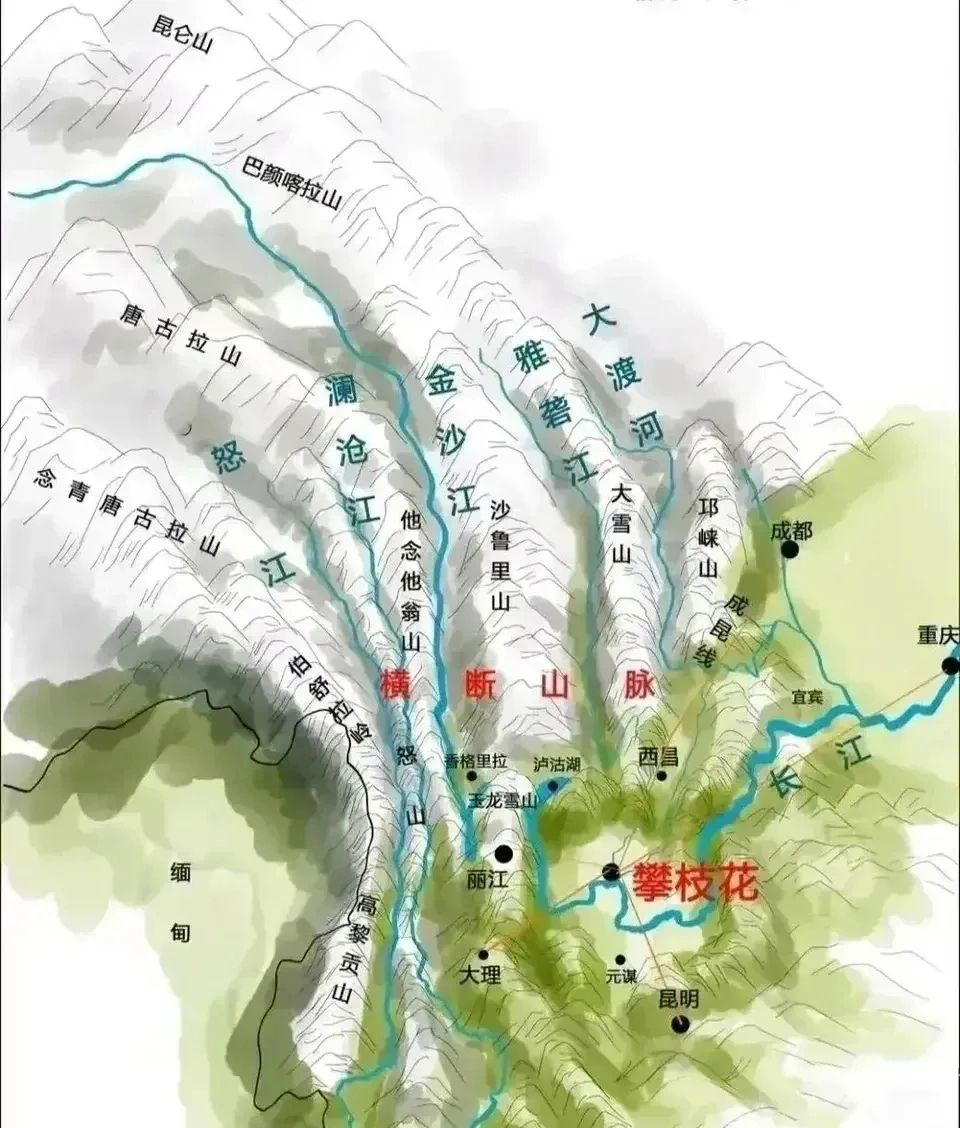 昆仑山
巴颜喀拉山
唐古拉山
念青唐古拉山
怒江
澜沧江
金沙江
雅砻江
大渡河
他念他翁山
沙鲁里山
大雪山
邛崃山
成都
成昆线
重庆
伯舒拉岭
横断山脉
宜宾
长江
怒山
香格里拉
泸沽湖
西昌
玉龙雪山
丽江
攀枝花
缅甸
高黎贡山
大理
元谋
昆明